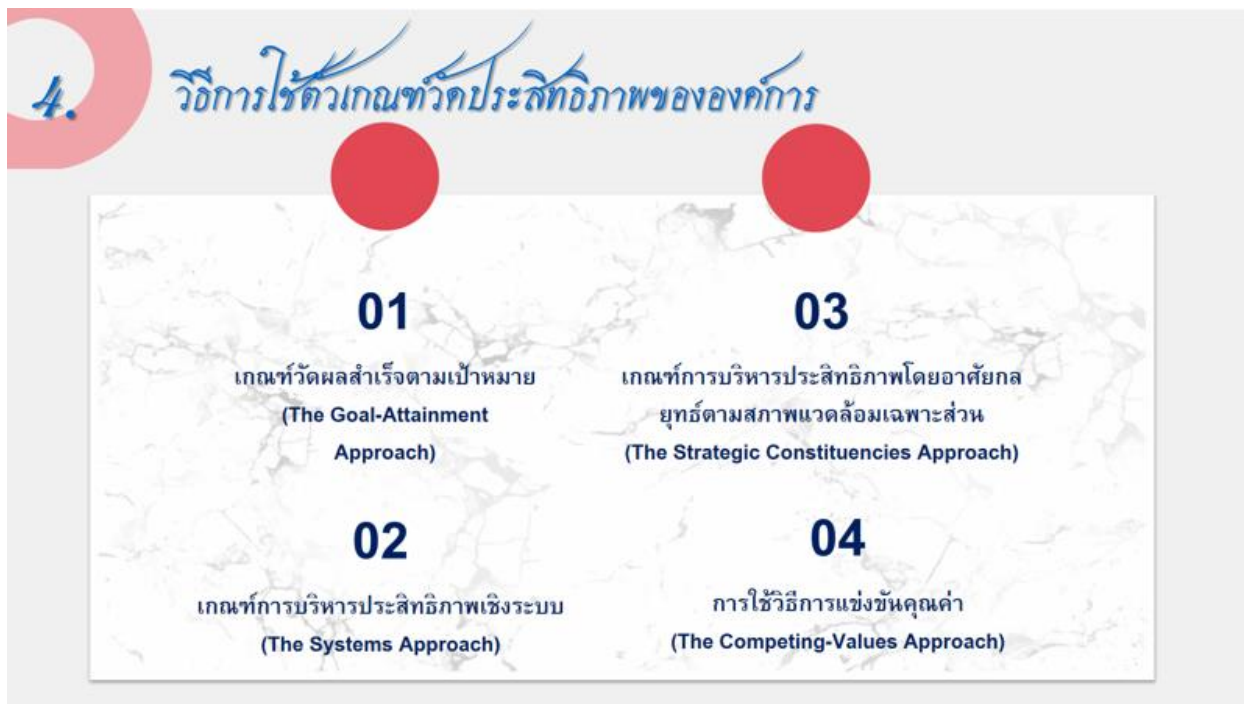 4.
วิธีการใช้ตัวเกณฑ์วัดประสิทธิภาพขององค์การ
01
เกณฑ์วัดผลสำเร็จตามเป้าหมาย
(The Goal-Attainment
Approach)
02
เกณฑ์การบริหารประสิทธิภาพเชิงระบบ
(The Systems Approach)
03
เกณฑ์การบริหารประสิทธิภาพโดยอาศัยกล
ยุทธ์ตามสภาพแวดล้อมเฉพาะส่วน
(The Strategic Constituencies Approach)
04
การใช้วิธีการแข่งขันคุณค่า
(The Competing-Values Approach)